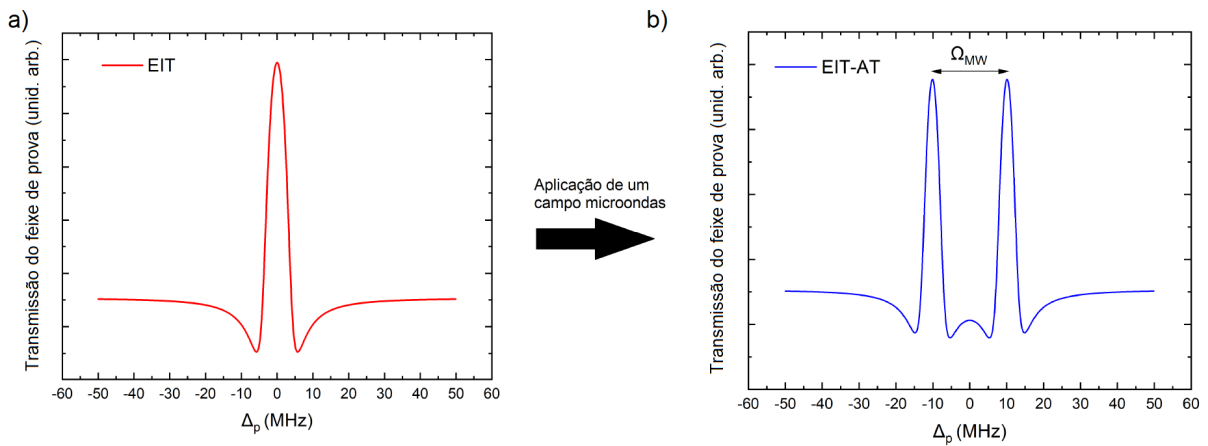 a)
EIT
Transmissão do feixe de prova (unid. arb.)
-60 -50 -40 -30 -20 -10 0 10 20 30 40 50 60
Δp (MHz)
Aplicação de um
campo microondas
b)
EIT-AT
ΩMW
Transmissão do feixe de prova (unid. arb.)
-60 -50 -40 -30 -20 -10 0 10 20 30 40 50 60
Δp (MHz)